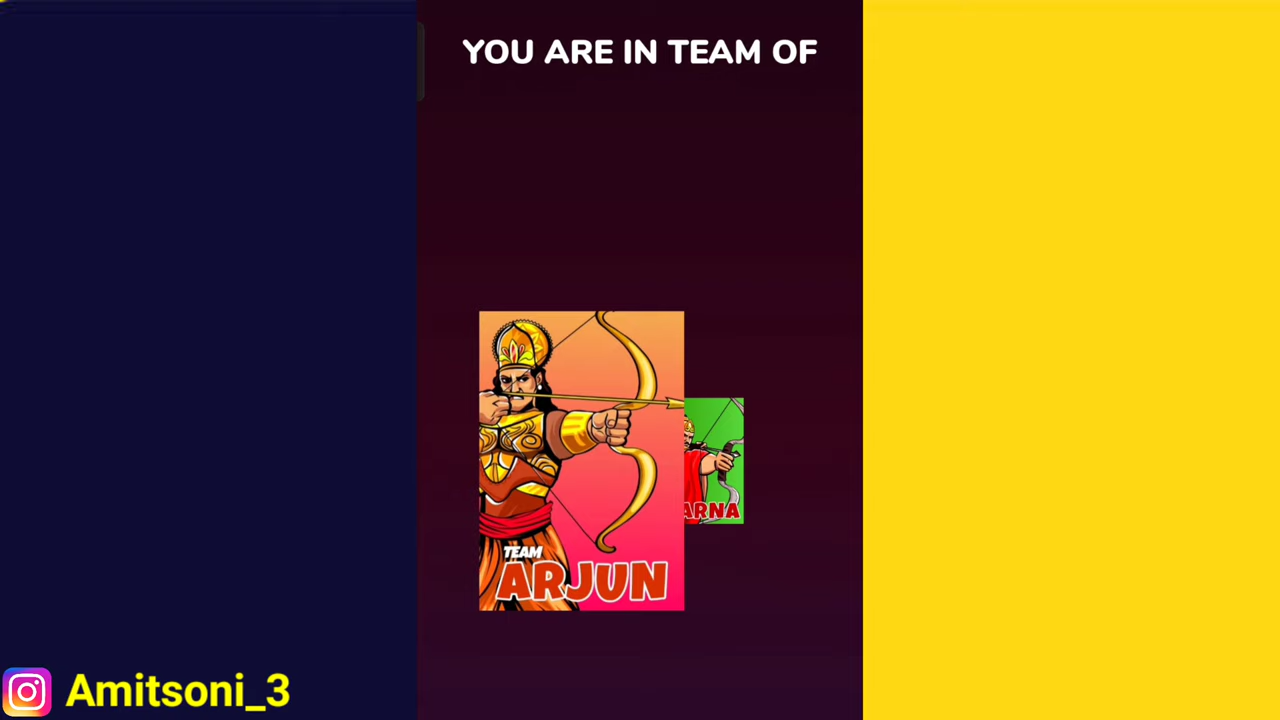 YOU ARE IN TEAM OF
TEAM
ARJUN
ARNA
Amitsoni_3